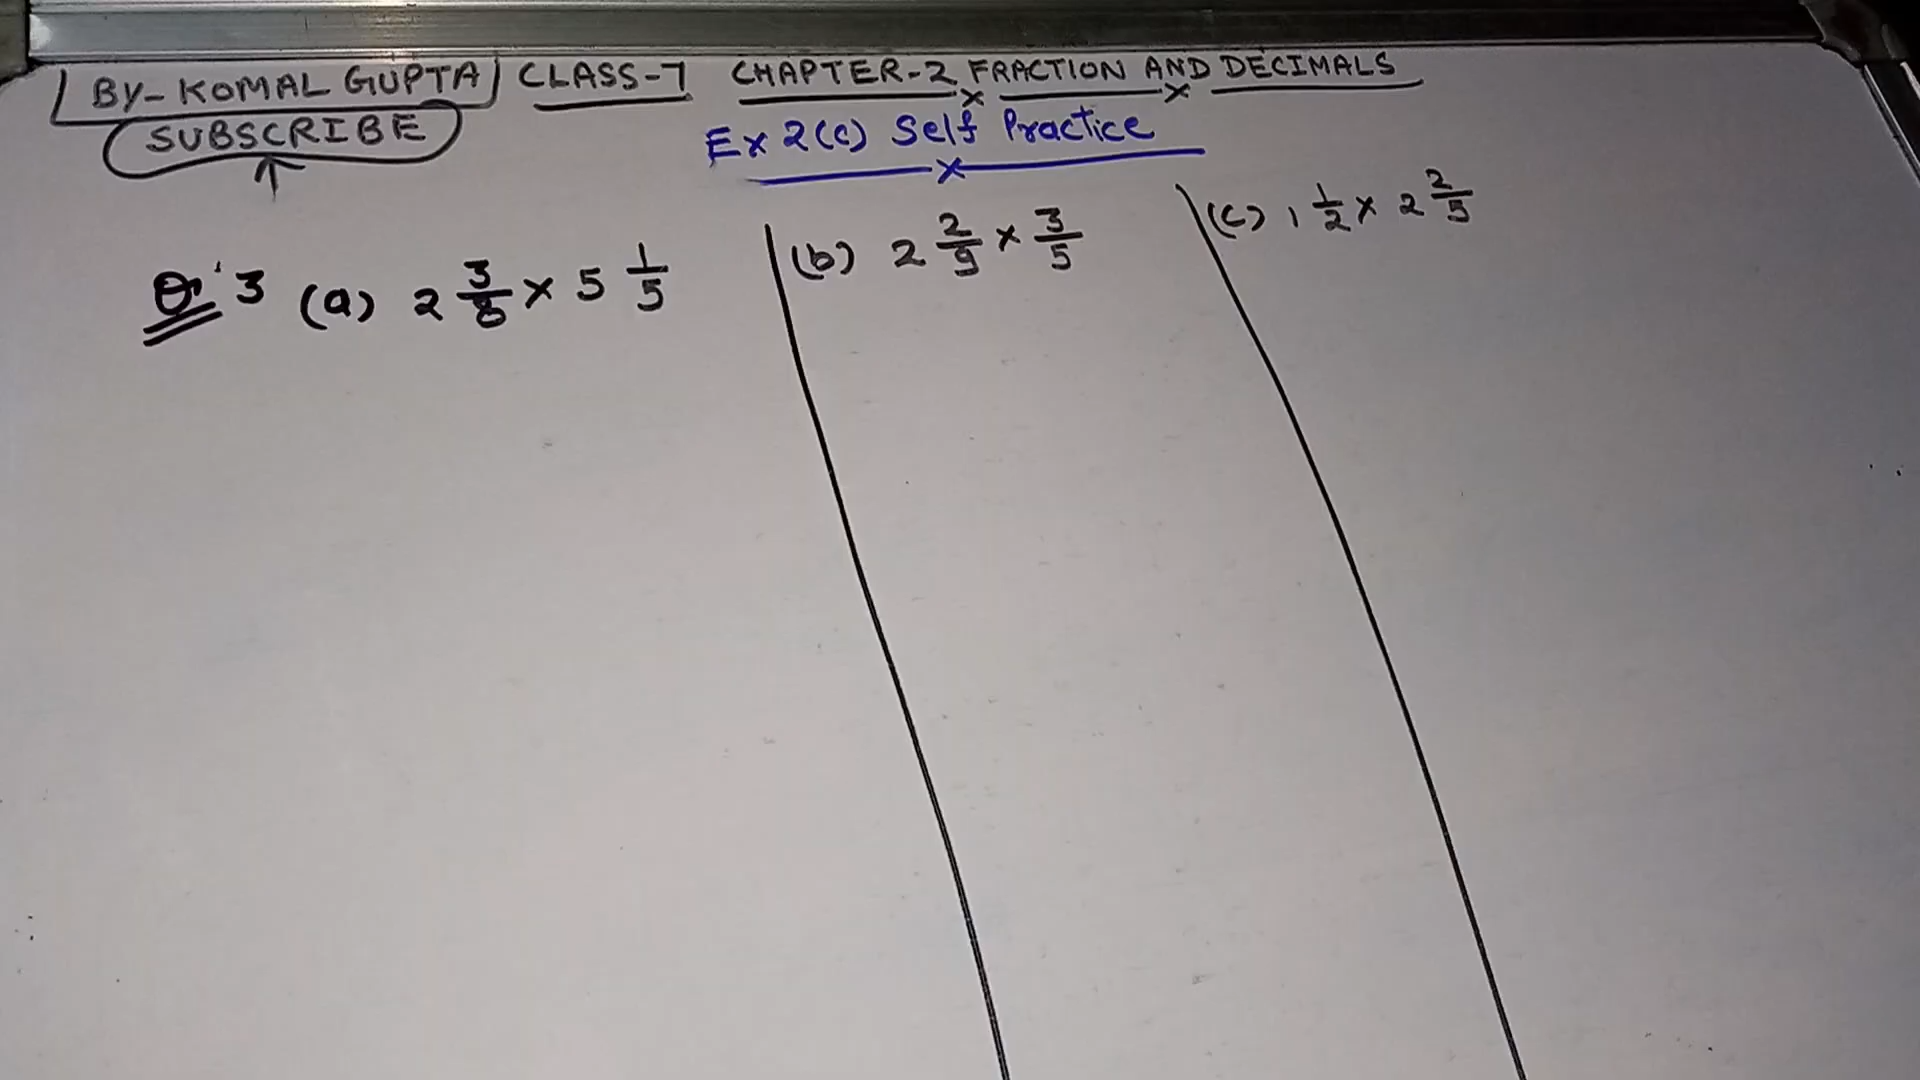 BY-KOMAL GUPTA CLASS-7 CHAPTER-2 FRACTION AND DECIMALS
SUBSCRIBE
Ex 2(c) Self Practice
Q.3 (a) 2 3/8 × 5 1/5
(b) 2 2/9 × 3/5
(c) 1 1/2 × 2 2/5